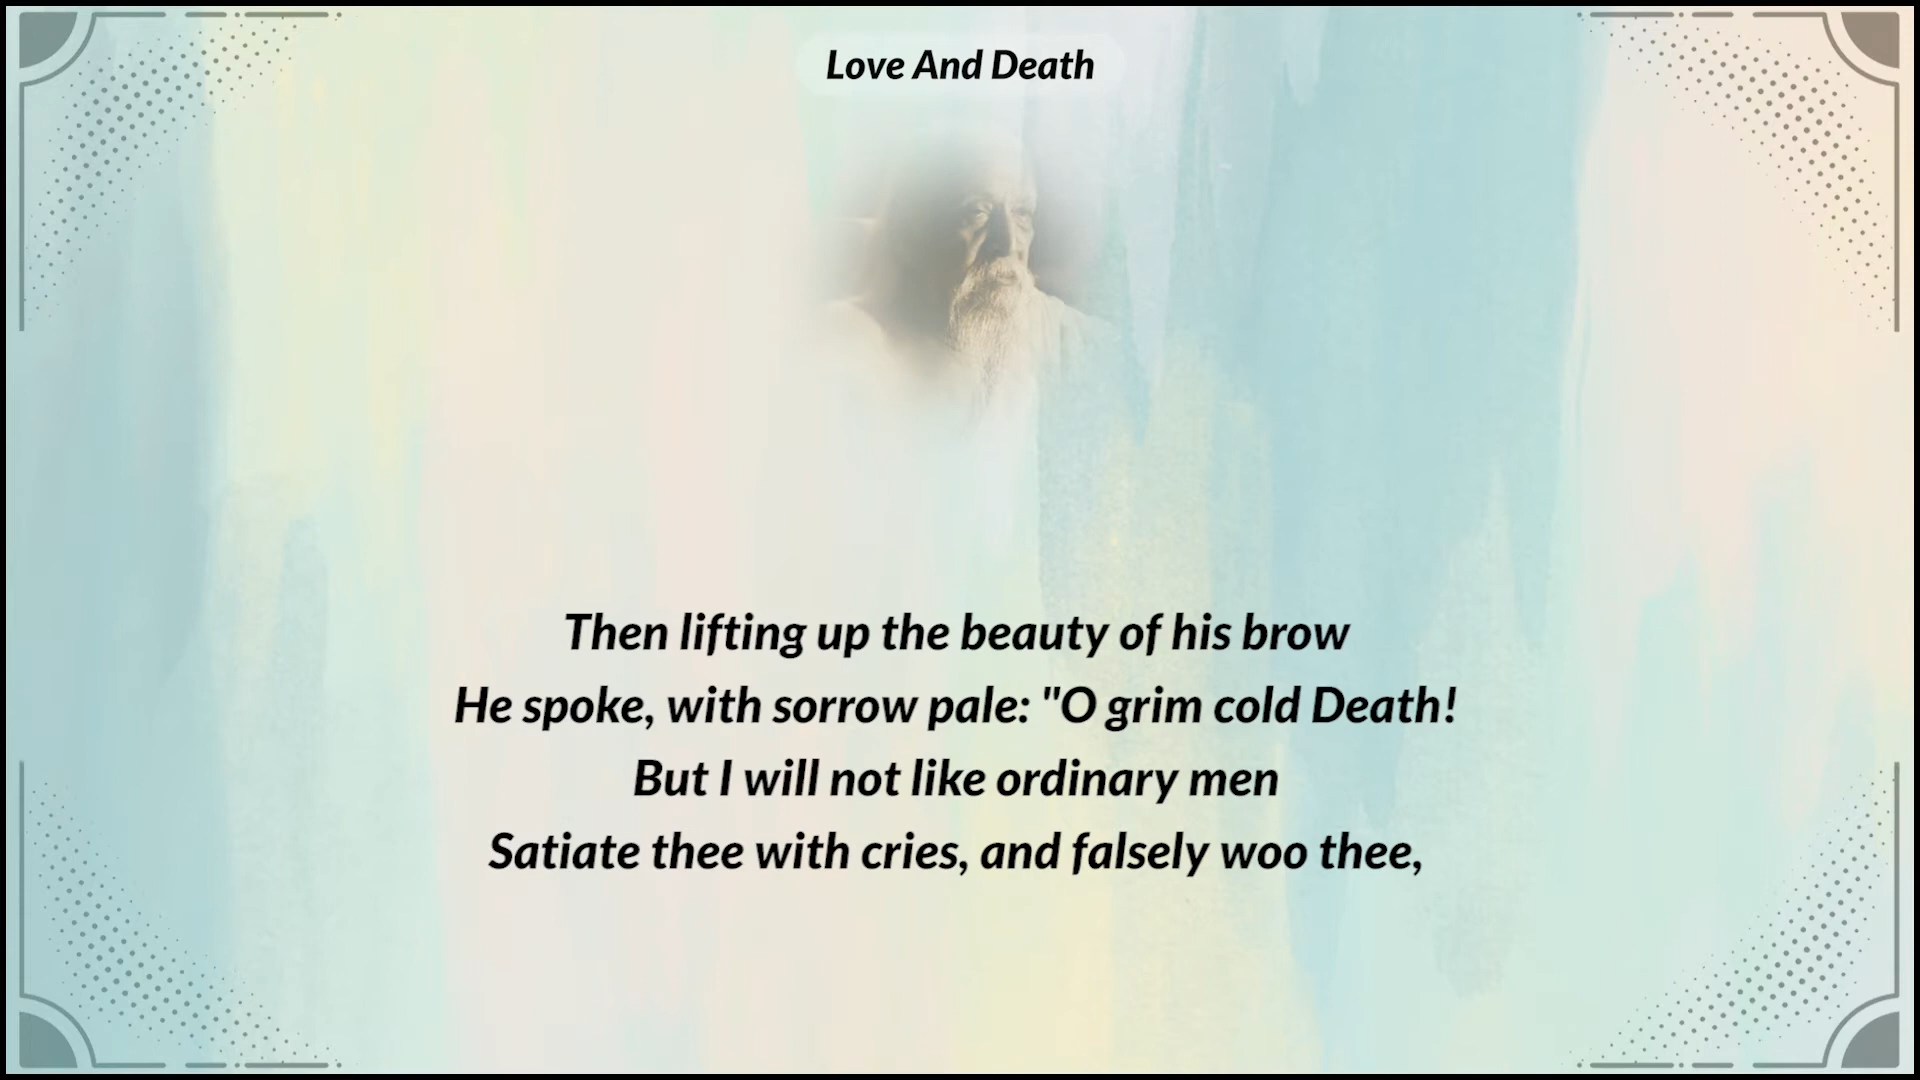 Love And Death
Then lifting up the beauty of his brow
He spoke, with sorrow pale: "O grim cold Death!
But I will not like ordinary men
Satiate thee with cries, and falsely woo thee,